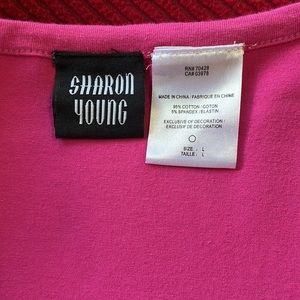 SHARON
YOUNG
RN# 70429
CA# 03978
MADE IN CHINA / FABRIQUE EN CHINE
95% COTTON / COTON
5% SPANDEX / ELASTIN
EXCLUSIVE OF DECORATION /
EXCLUSIF DE DECORATION
SIZE : L
TAILLE : L